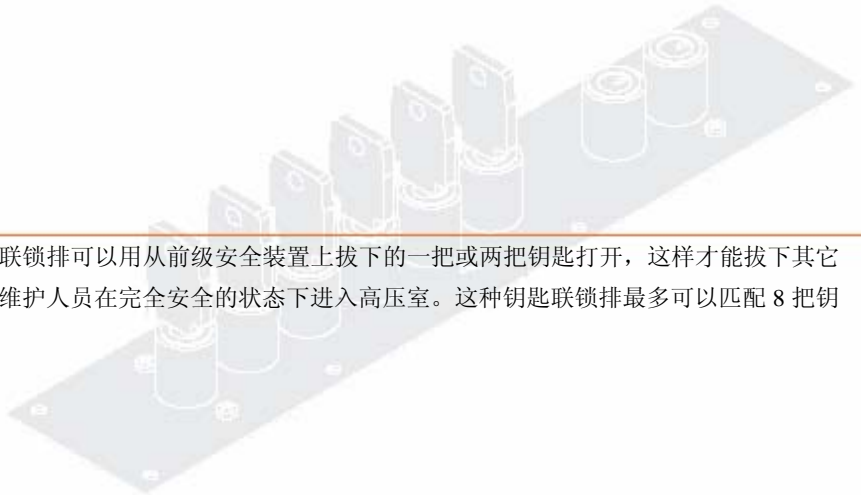 联锁排可以用从前级安全装置上拔下的一把或两把钥匙打开，这样才能拔下其它
维护人员在完全安全的状态下进入高压室。这种钥匙联锁排最多可以匹配 8 把钥